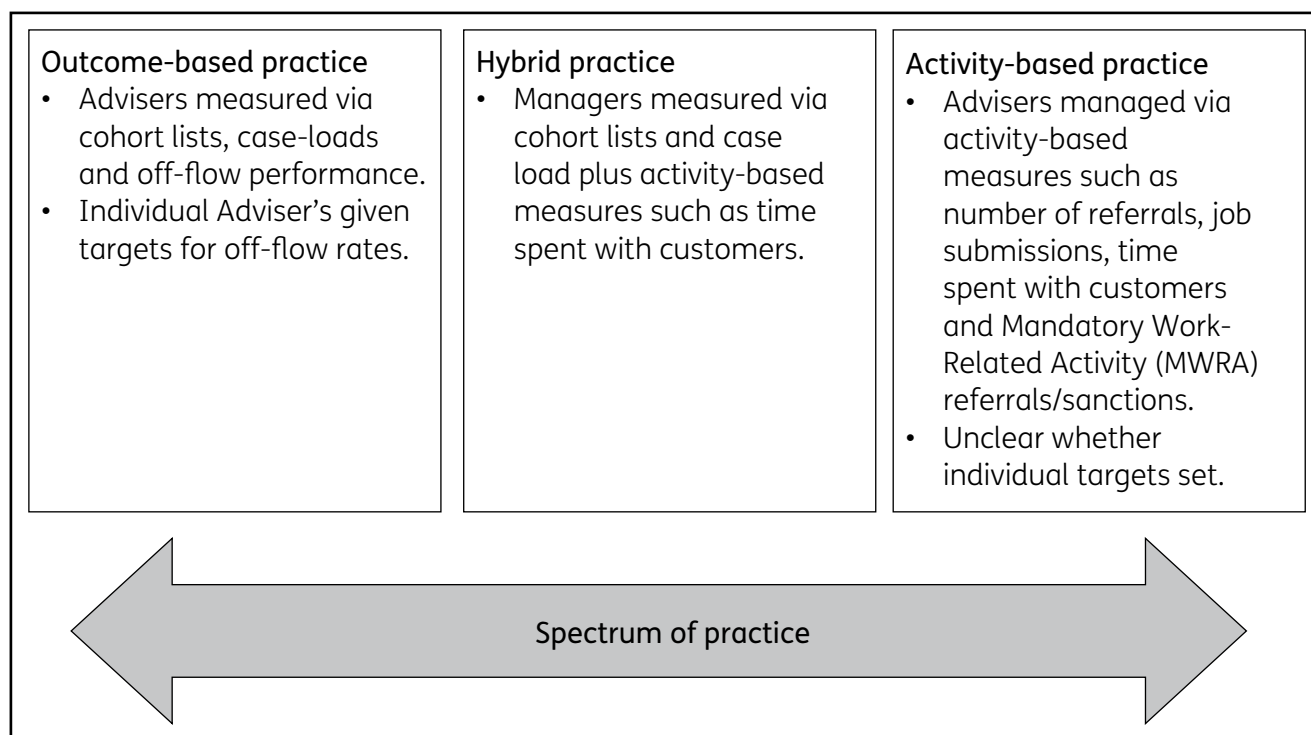 Outcome-based practice
• Advisers measured via
cohort lists, case-loads
and off-flow performance.
• Individual Adviser's given
targets for off-flow rates.
Hybrid practice
• Managers measured via
cohort lists and case
load plus activity-based
measures such as time
spent with customers.
Activity-based practice
• Advisers managed via
activity-based
measures such as
number of referrals, job
submissions, time
spent with customers
and Mandatory Work-
Related Activity (MWRA)
referrals/sanctions.
• Unclear whether
individual targets set.
Spectrum of practice